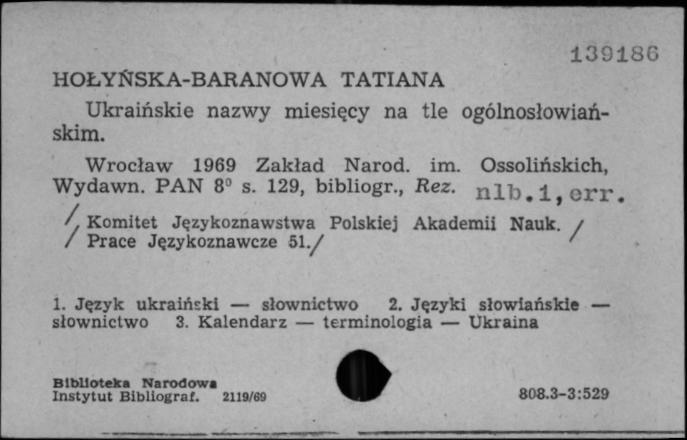 139186
HOŁYŃSKA-BARANOWA TATIANA
Ukraińskie nazwy miesięcy na tle ogólnosłowiań-
skim.
Wrocław 1969 Zakład Narod. im. Ossolińskich,
Wydawn. PAN 8⁰ s. 129, bibliogr., Rez. nlb.1, err.
/ Komitet Językoznawstwa Polskiej Akademii Nauk. /
/ Prace Językoznawcze 51./
1. Język ukraiński — słownictwo 2. Języki słowiańskie —
słownictwo 3. Kalendarz — terminologia — Ukraina
Biblioteka Narodowa
Instytut Bibliograf. 2119/69
808.3-3:529